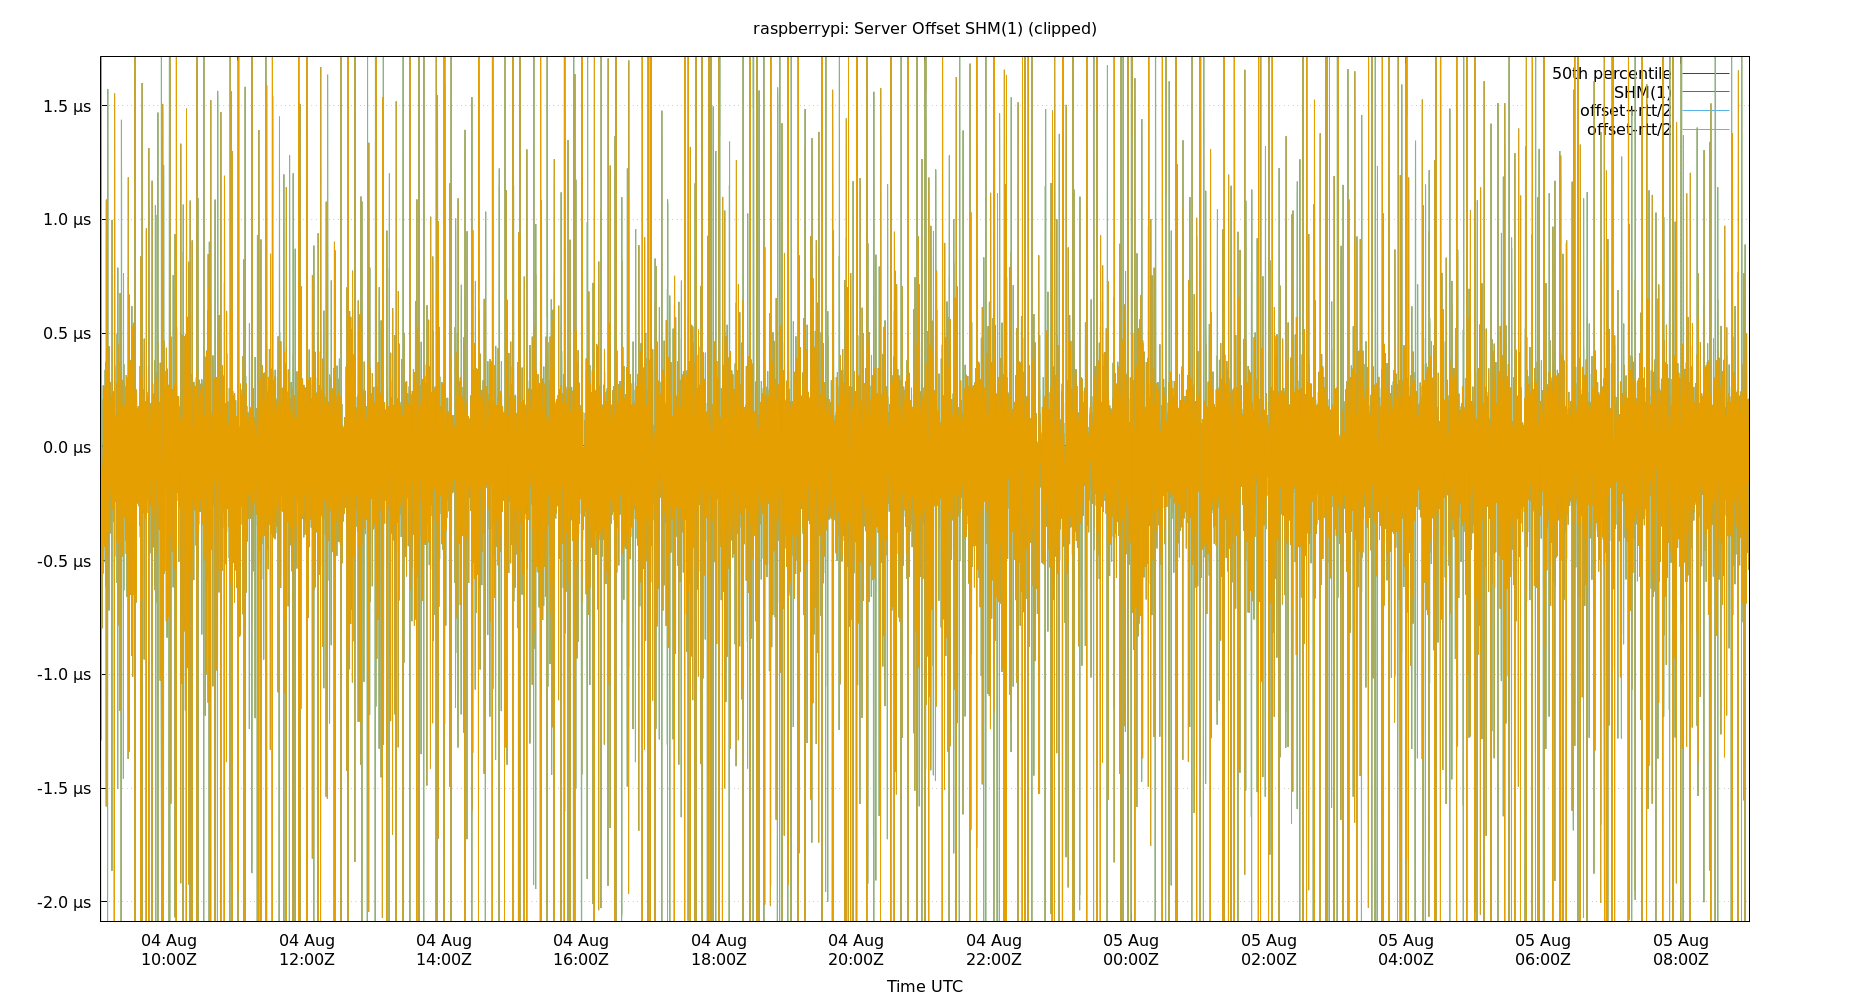 raspberrypi: Server Offset SHM(1) (clipped)
50th percentile
SHM(1)
offset+rtt/2
offset-rtt/2
1.5 µs
1.0 µs
0.5 µs
0.0 µs
-0.5 µs
-1.0 µs
-1.5 µs
-2.0 µs
04 Aug 04 Aug 04 Aug 04 Aug 04 Aug 04 Aug 04 Aug 05 Aug 05 Aug 05 Aug 05 Aug 05 Aug
10:00Z 12:00Z 14:00Z 16:00Z 18:00Z 20:00Z 22:00Z 00:00Z 02:00Z 04:00Z 06:00Z 08:00Z
Time UTC